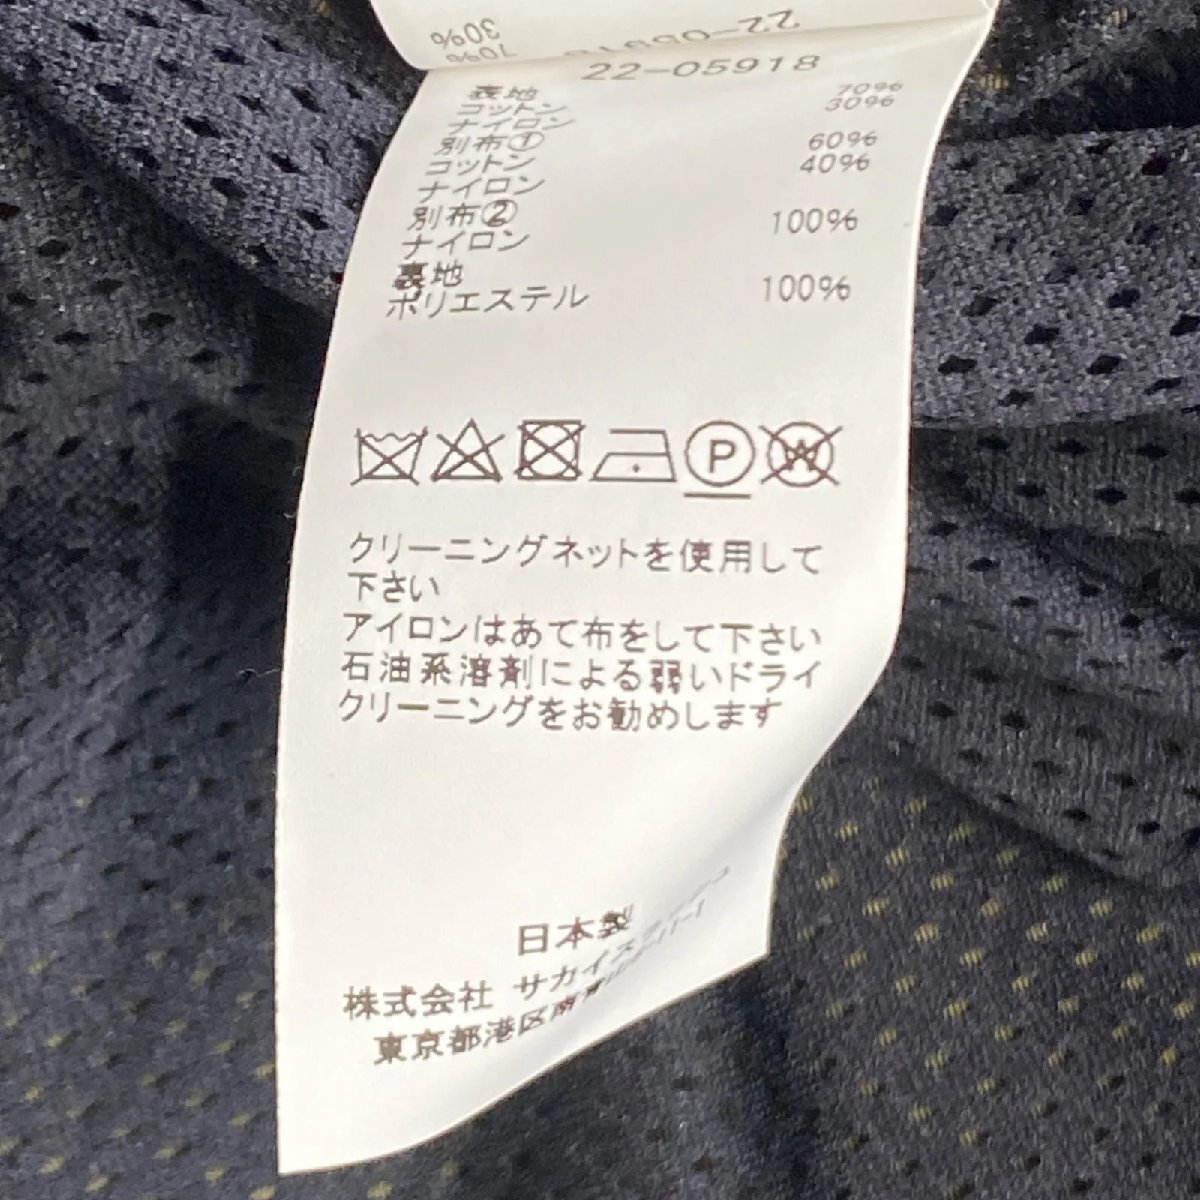 30%
70%
22-05918
表地
コットン 70%
ナイロン 30%
別布①
コットン 60%
ナイロン 40%
別布②
ナイロン 100%
裏地
ポリエステル 100%
P W
クリーニングネットを使用して
下さい
アイロンはあて布をして下さい
石油系溶剤による弱いドライ
クリーニングをお勧めします
日本製
株式会社 サカイ
東京都港区南青山